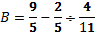 B = 9/5 − 2/5 ÷ 4/11